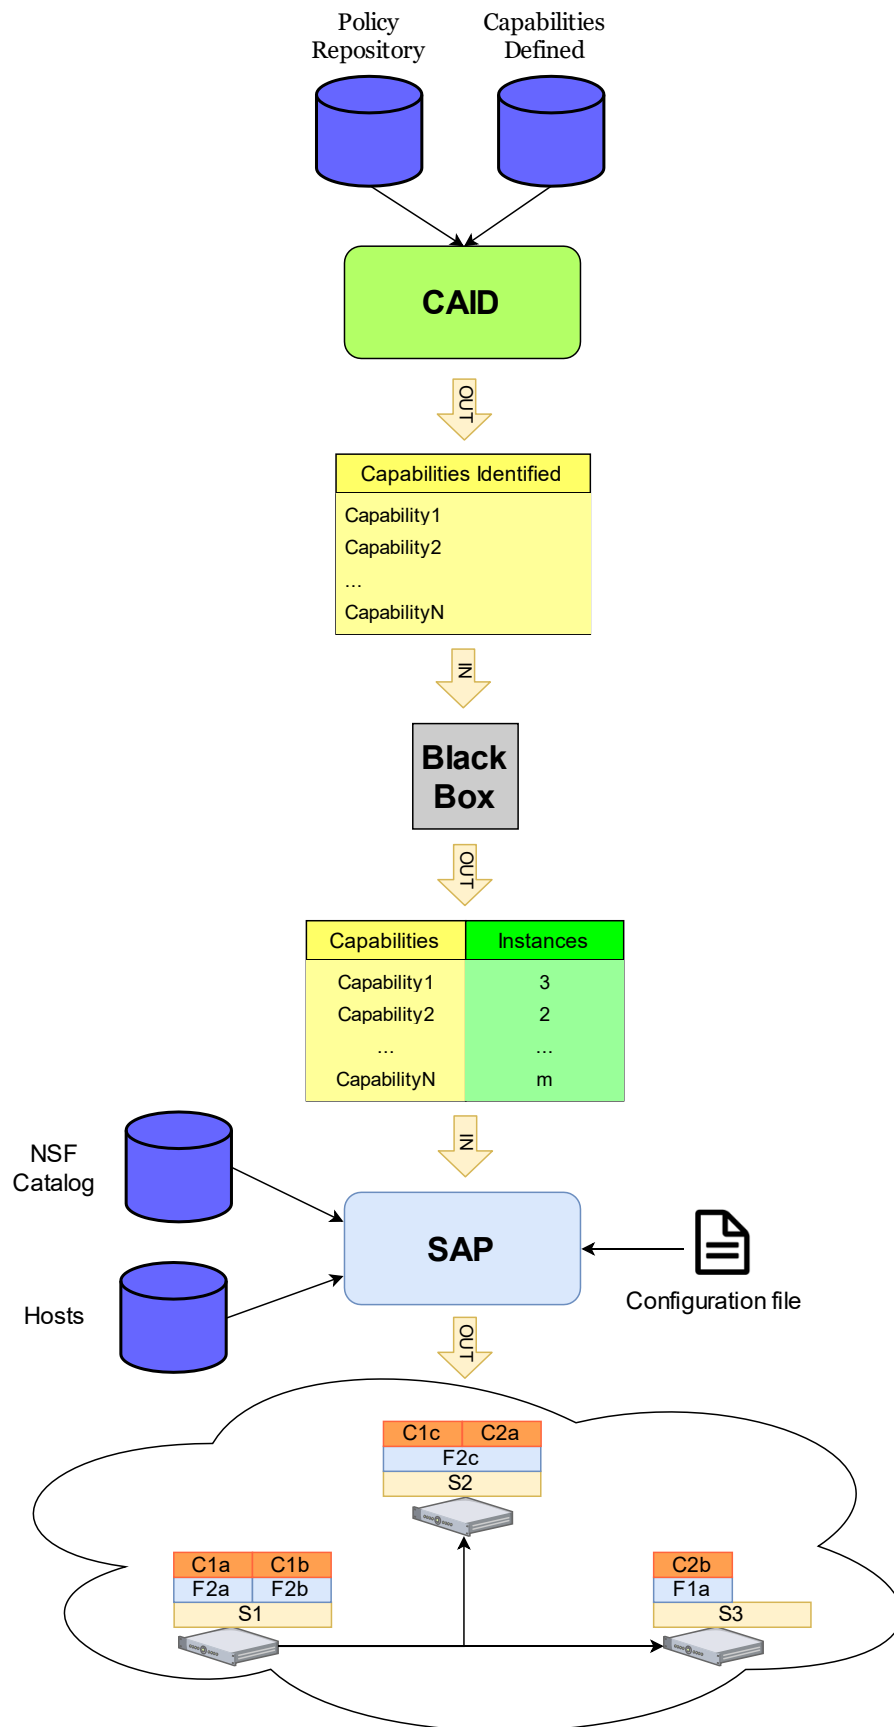 Policy
Repository
Capabilities
Defined
CAID
OUT
Capabilities Identified
Capability1
Capability2
...
CapabilityN
IN
Black
Box
OUT
Capabilities Instances
Capability1 3
Capability2 2
... ...
CapabilityN m
IN
NSF
Catalog
SAP
Hosts
Configuration file
OUT
C1c C2a
F2c
S2
C1a C1b
F2a F2b
S1
C2b
F1a
S3